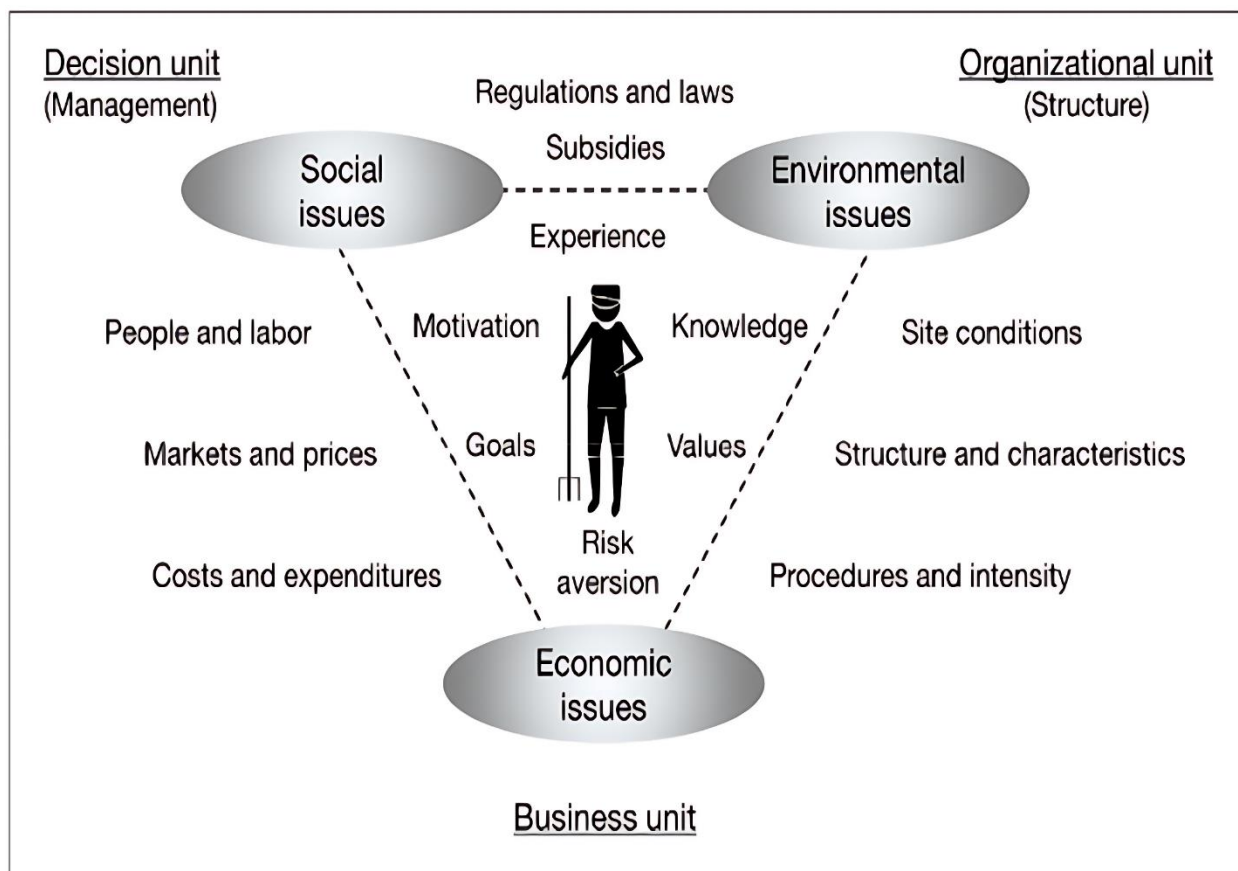 Decision unit
(Management)
Organizational unit
(Structure)
Regulations and laws
Subsidies
Social
issues
Environmental
issues
Experience
People and labor
Motivation
Knowledge
Site conditions
Markets and prices
Goals
Values
Structure and characteristics
Costs and expenditures
Risk
aversion
Procedures and intensity
Economic
issues
Business unit